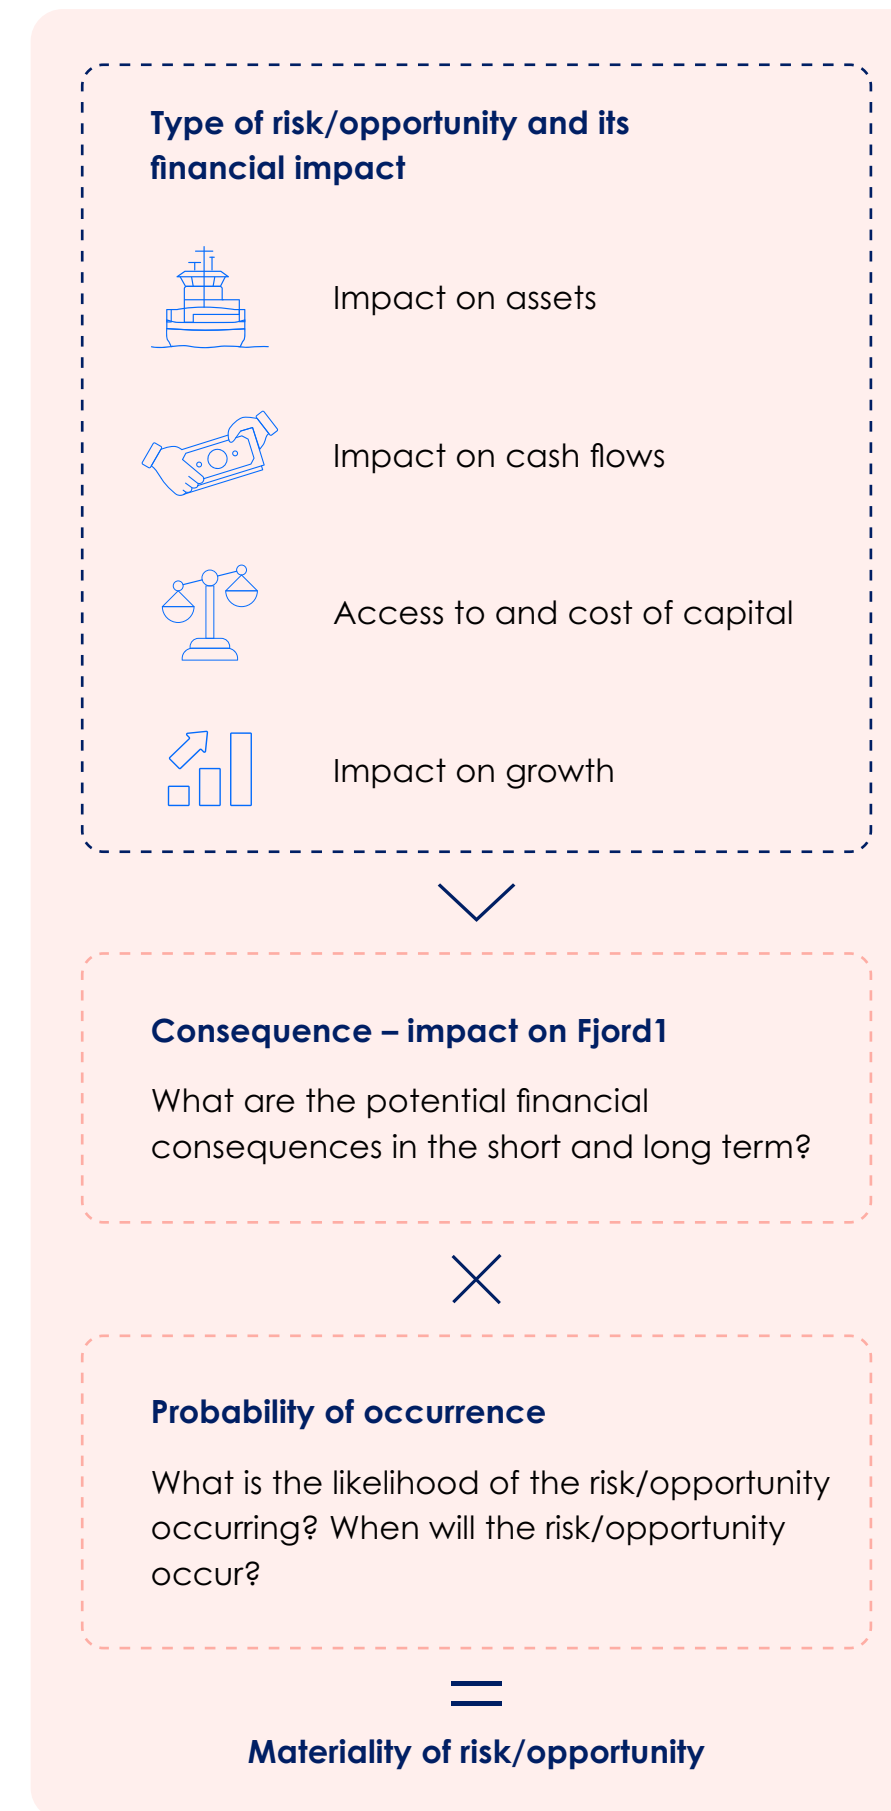 Type of risk/opportunity and its
financial impact
Impact on assets
Impact on cash flows
Access to and cost of capital
Impact on growth
Consequence – impact on Fjord1
What are the potential financial
consequences in the short and long term?
Probability of occurrence
What is the likelihood of the risk/opportunity
occurring? When will the risk/opportunity
occur?
Materiality of risk/opportunity